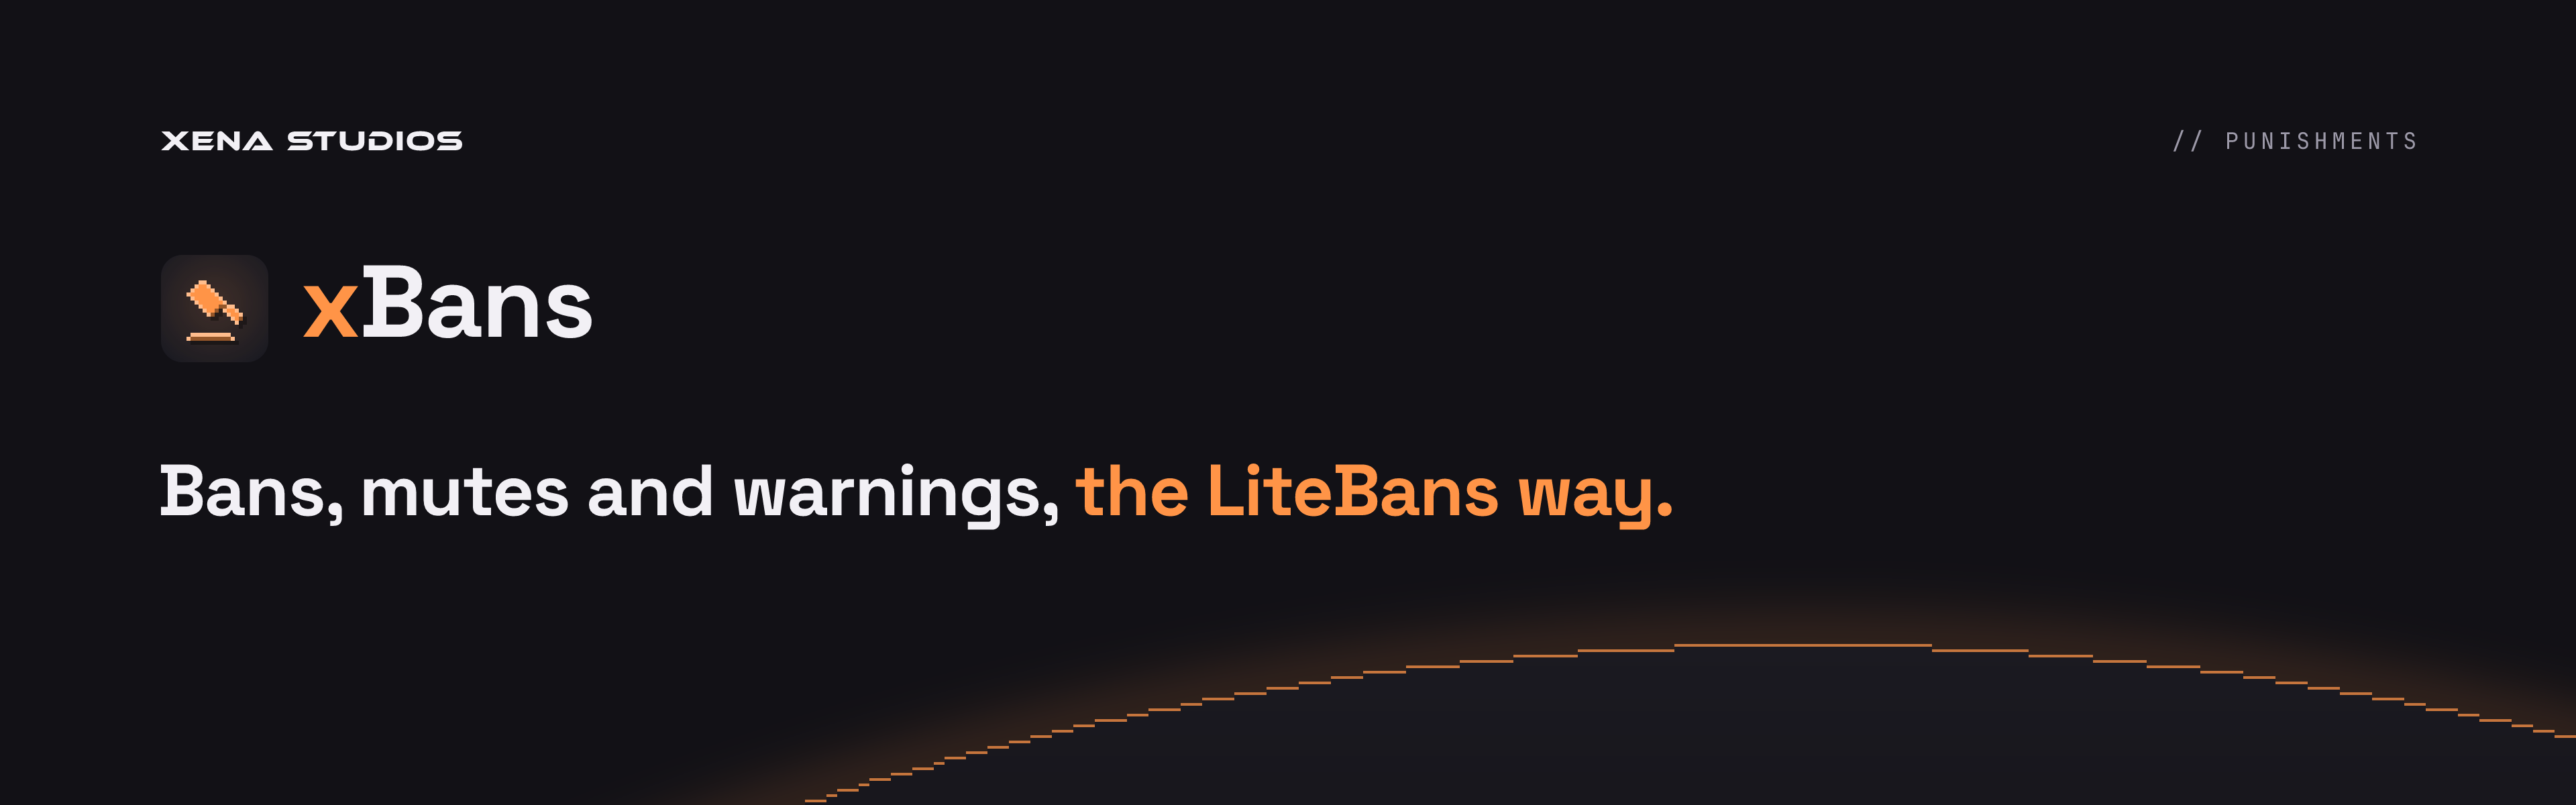 XENA STUDIOS
// PUNISHMENTS
xBans
Bans, mutes and warnings, the LiteBans way.